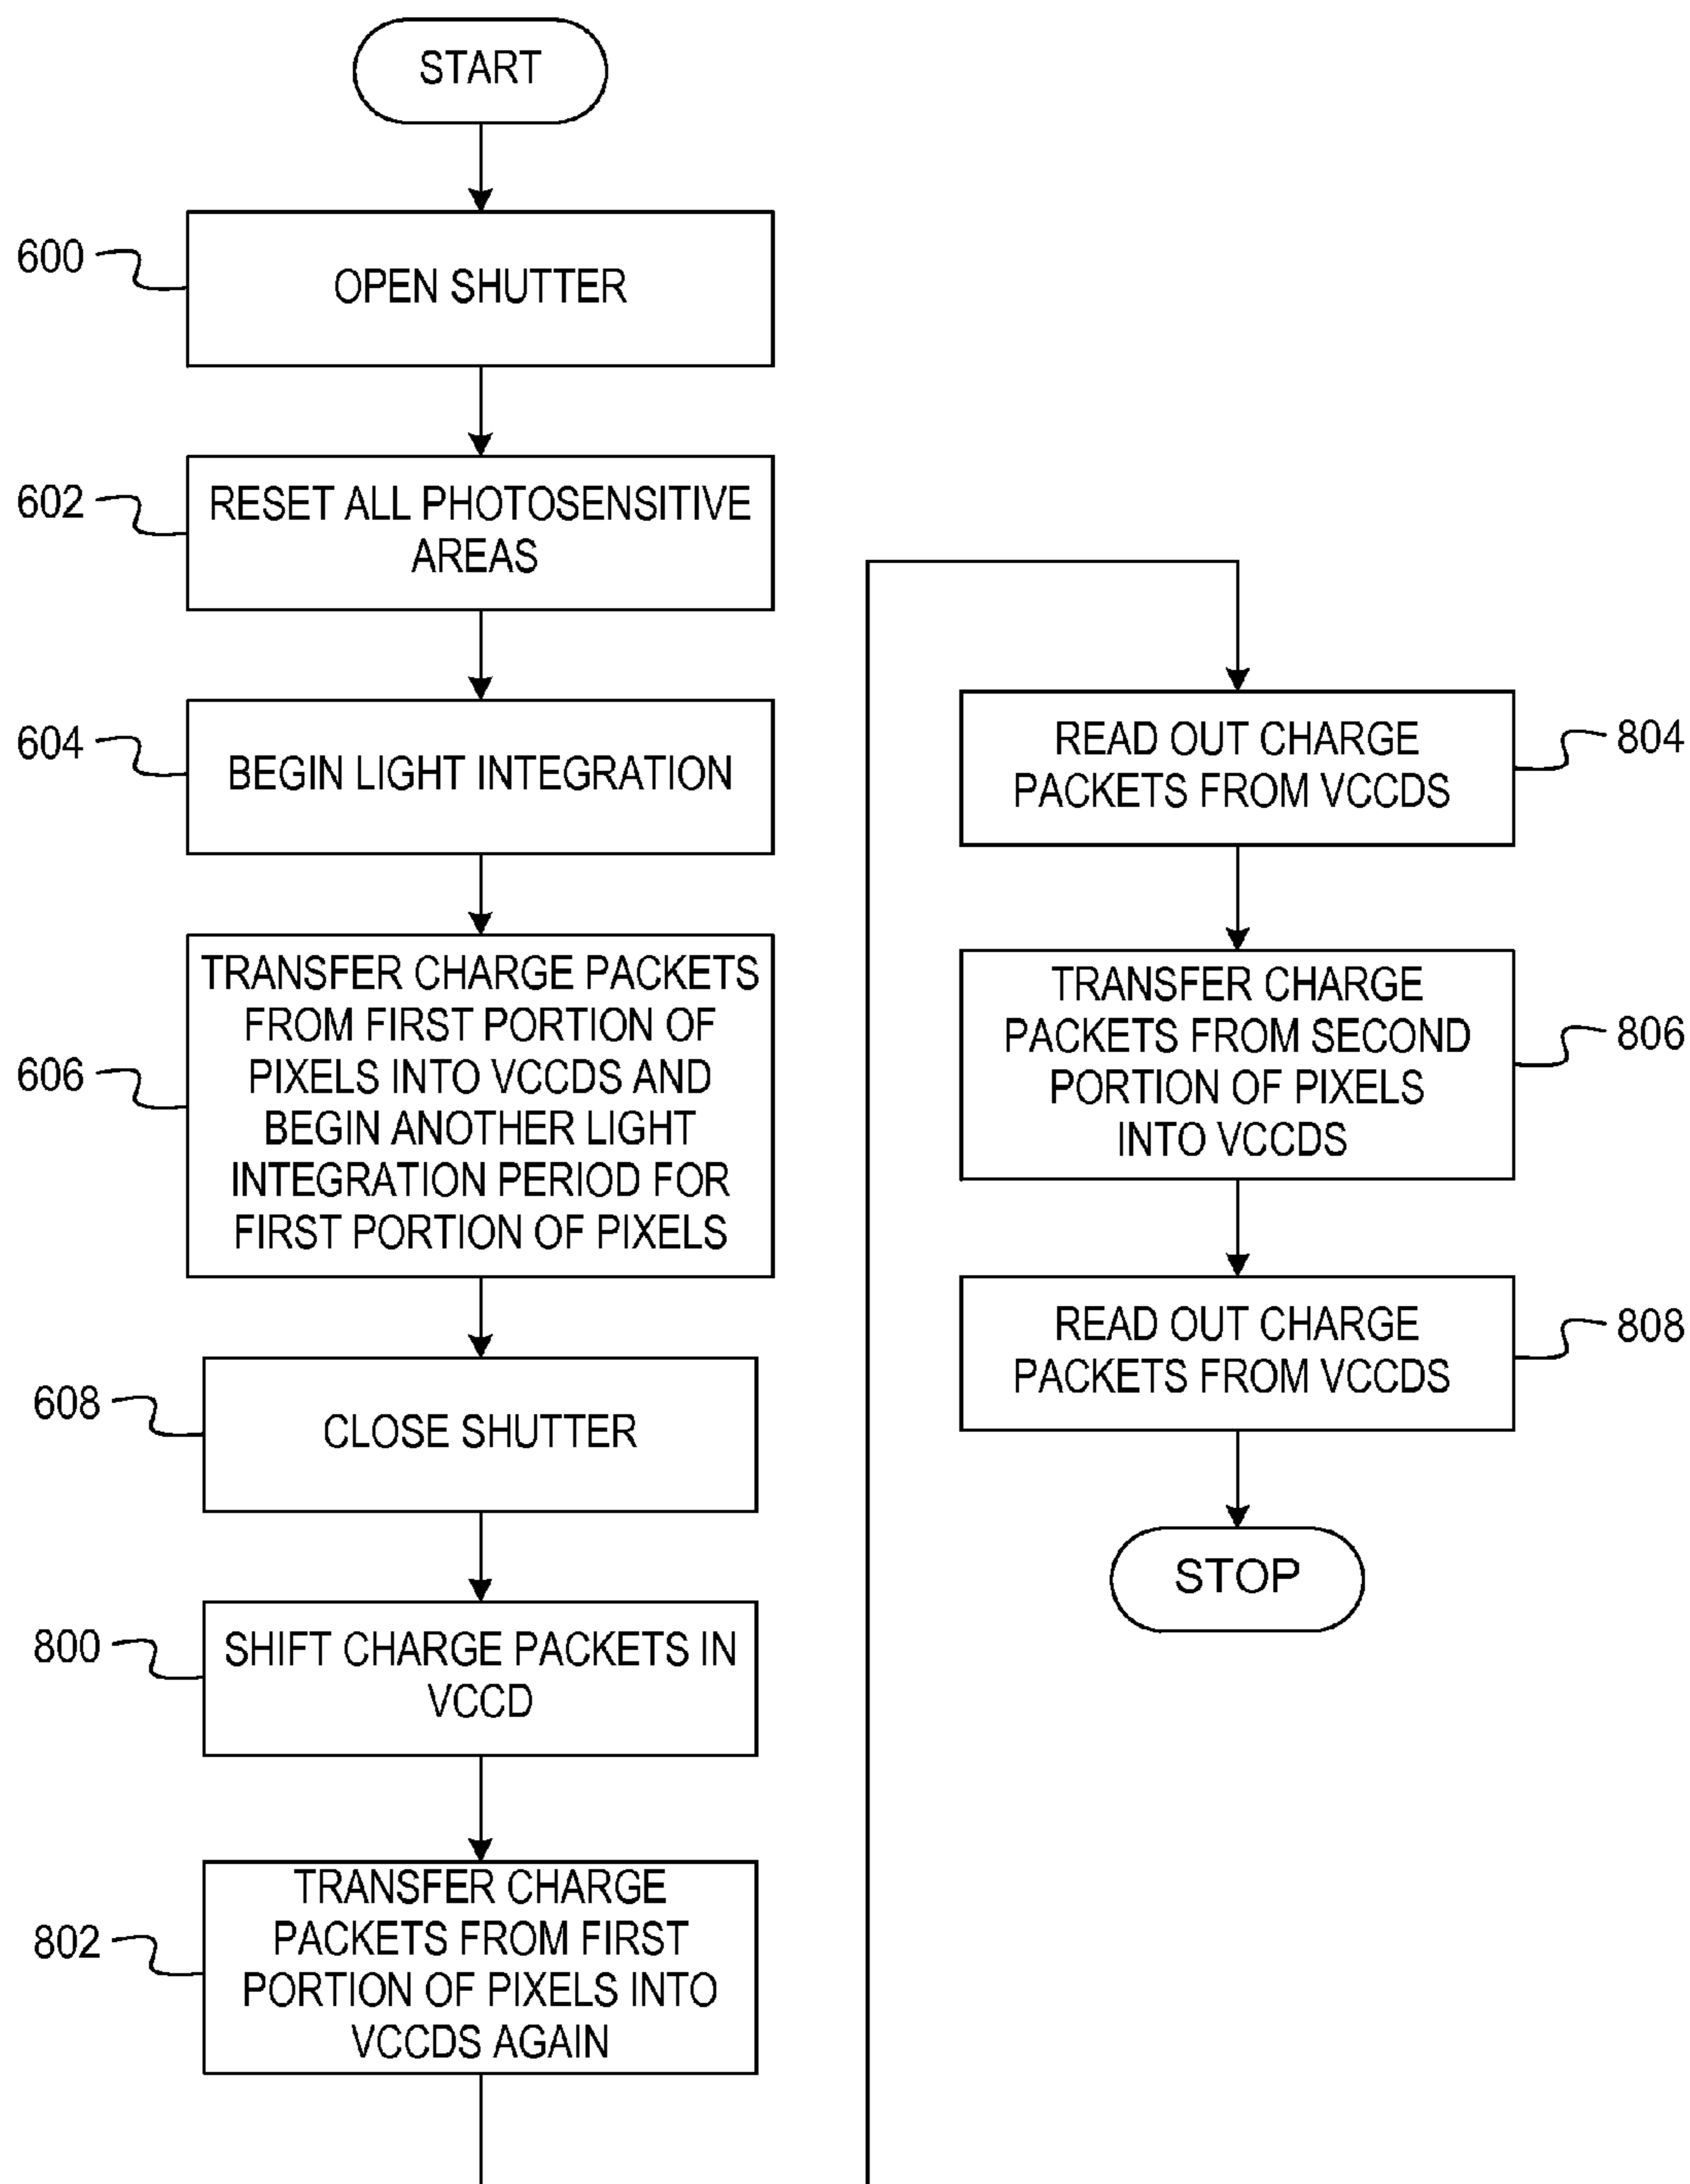 START
600
OPEN SHUTTER
602
RESET ALL PHOTOSENSITIVE
AREAS
604
BEGIN LIGHT INTEGRATION
606
TRANSFER CHARGE PACKETS
FROM FIRST PORTION OF
PIXELS INTO VCCDS AND
BEGIN ANOTHER LIGHT
INTEGRATION PERIOD FOR
FIRST PORTION OF PIXELS
608
CLOSE SHUTTER
800
SHIFT CHARGE PACKETS IN
VCCD
802
TRANSFER CHARGE
PACKETS FROM FIRST
PORTION OF PIXELS INTO
VCCDS AGAIN
READ OUT CHARGE
PACKETS FROM VCCDS
804
TRANSFER CHARGE
PACKETS FROM SECOND
PORTION OF PIXELS
INTO VCCDS
806
READ OUT CHARGE
PACKETS FROM VCCDS
808
STOP